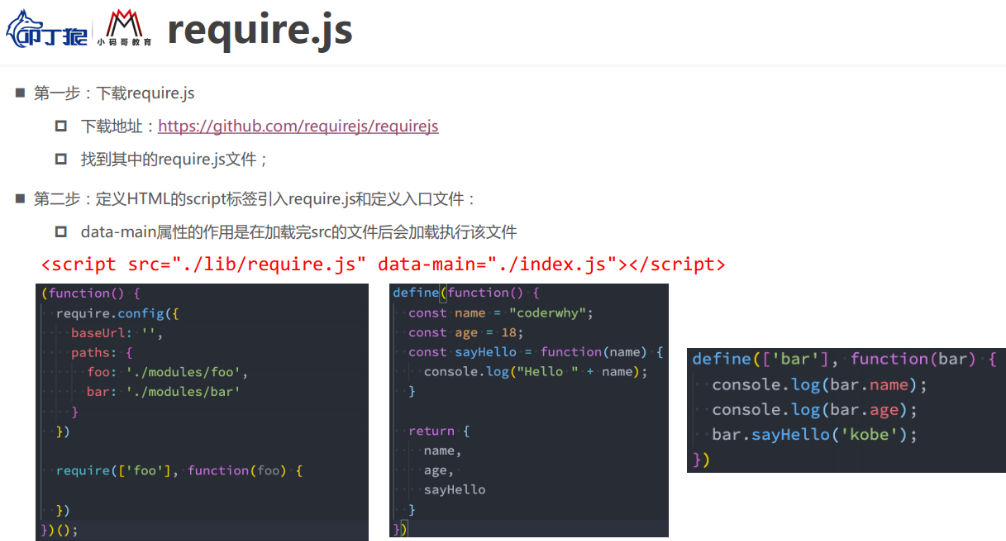 叩丁狼 小码哥教育 require.js
■ 第一步：下载require.js
下载地址：https://github.com/requirejs/requirejs
找到其中的require.js文件；
■ 第二步：定义HTML的script标签引入require.js和定义入口文件：
data-main属性的作用是在加载完src的文件后会加载执行该文件
<script src="./lib/require.js" data-main="./index.js"></script>
(function() {
  require.config({
    baseUrl: '',
    paths: {
      foo: './modules/foo',
      bar: './modules/bar'
    }
  })

  require(['foo'], function(foo) {

  })
})();
define(function() {
  const name = "coderwhy";
  const age = 18;
  const sayHello = function(name) {
    console.log("Hello " + name);
  }

  return {
    name,
    age,
    sayHello
  }
})
define(['bar'], function(bar) {
  console.log(bar.name);
  console.log(bar.age);
  bar.sayHello('kobe');
})